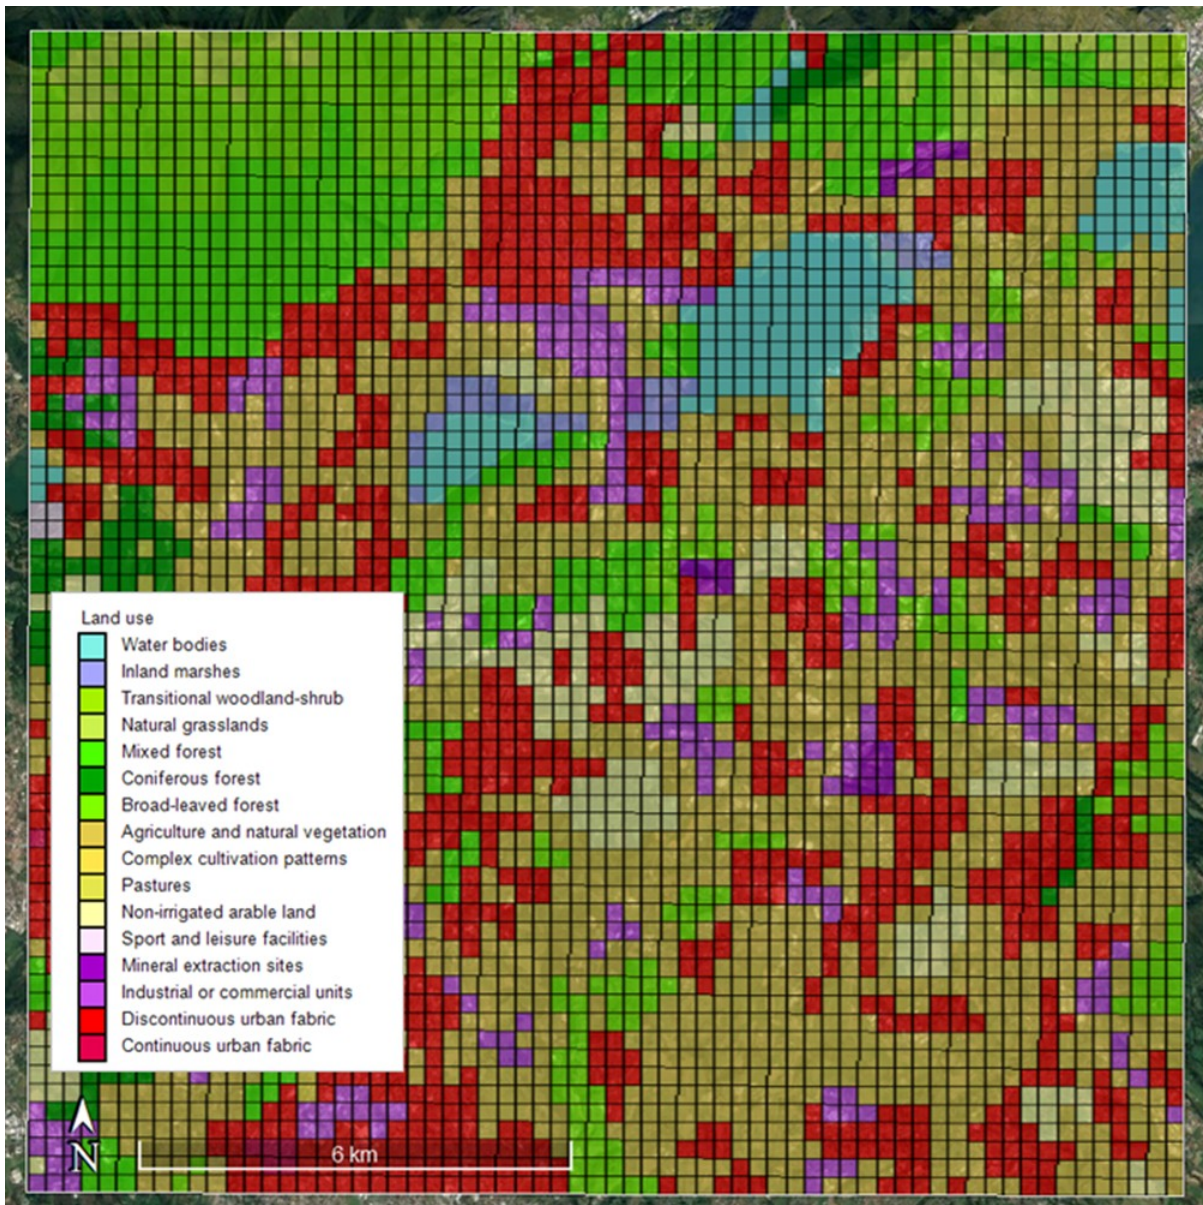 Land use
Water bodies
Inland marshes
Transitional woodland-shrub
Natural grasslands
Mixed forest
Coniferous forest
Broad-leaved forest
Agriculture and natural vegetation
Complex cultivation patterns
Pastures
Non-irrigated arable land
Sport and leisure facilities
Mineral extraction sites
Industrial or commercial units
Discontinuous urban fabric
Continuous urban fabric
N
6 km